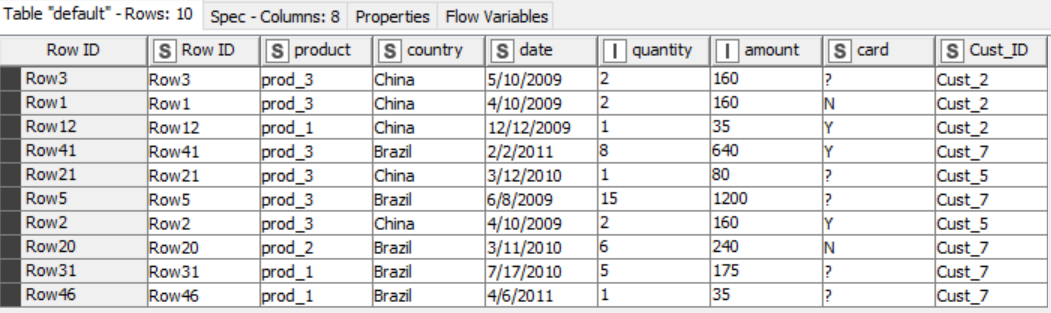 Table "default" - Rows: 10 Spec - Columns: 8 Properties Flow Variables
Row ID S Row ID S product S country S date I quantity I amount S card S Cust_ID
Row3 Row3 prod_3 China 5/10/2009 2 160 ? Cust_2
Row1 Row1 prod_3 China 4/10/2009 2 160 N Cust_2
Row12 Row12 prod_1 China 12/12/2009 1 35 Y Cust_2
Row41 Row41 prod_3 Brazil 2/2/2011 8 640 Y Cust_7
Row21 Row21 prod_3 China 3/12/2010 1 80 ? Cust_5
Row5 Row5 prod_3 Brazil 6/8/2009 15 1200 ? Cust_7
Row2 Row2 prod_3 China 4/10/2009 2 160 Y Cust_5
Row20 Row20 prod_2 Brazil 3/11/2010 6 240 N Cust_7
Row31 Row31 prod_1 Brazil 7/17/2010 5 175 ? Cust_7
Row46 Row46 prod_1 Brazil 4/6/2011 1 35 ? Cust_7